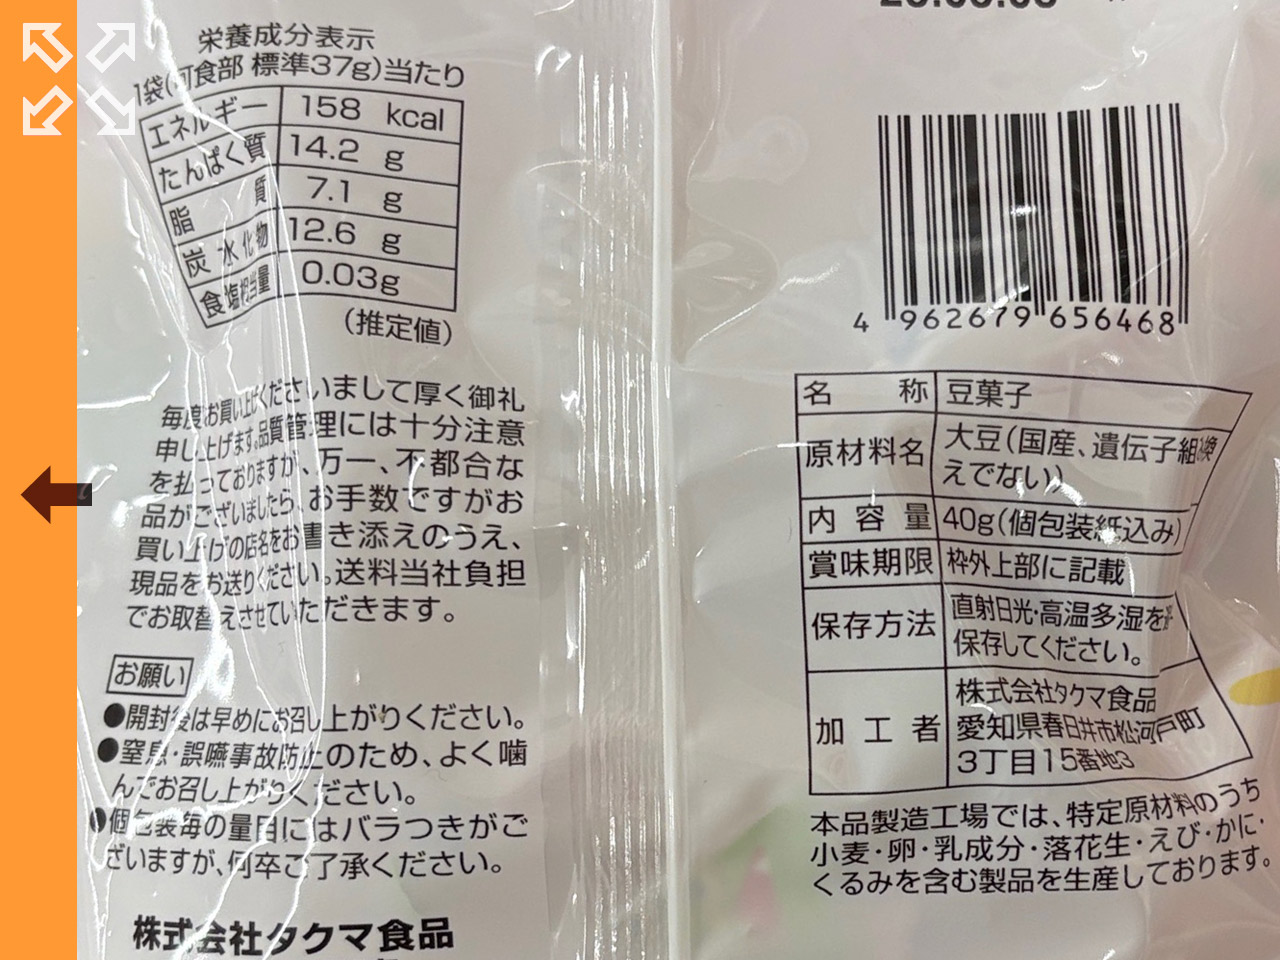 栄養成分表示
1袋(可食部 標準37g)当たり
エネルギー 158 kcal
たんぱく質 14.2 g
脂質 7.1 g
炭水化物 12.6 g
食塩相当量 0.03g
(推定値)
毎度お買い上げくださいまして厚く御礼
申し上げます。品質管理には十分注意
を払っておりますが、万一、不都合な
品がございましたら、お手数ですがお
買い上げの店名をお書き添えのうえ、
現品をお送りください。送料当社負担
でお取替えさせていただきます。
お願い
●開封後は早めにお召し上がりください。
●窒息・誤嚥事故防止のため、よく噛
んでお召し上がりください。
●個包装毎の量目にはバラつきがご
ざいますが、何卒ご了承ください。
株式会社タクマ食品
4 962679 656468
名称 豆菓子
原材料名 大豆(国産、遺伝子組換
えでない)
内容量 40g(個包装紙込み)
賞味期限 枠外上部に記載
保存方法 直射日光・高温多湿を
保存してください。
加工者 株式会社タクマ食品
愛知県春日井市松河戸町
3丁目15番地3
本品製造工場では、特定原材料のうち
小麦・卵・乳成分・落花生・えび・かに・
くるみを含む製品を生産しております。